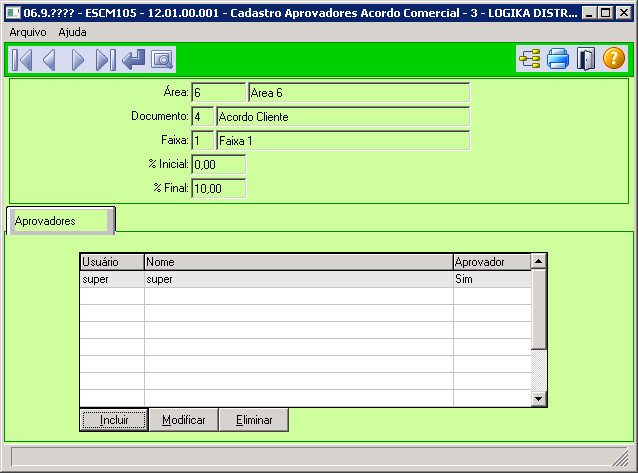 06.9.???? - ESCM105 - 12.01.00.001 - Cadastro Aprovadores Acordo Comercial - 3 - LOGIKA DISTR...
Arquivo Ajuda
Área: 6 Area 6
Documento: 4 Acordo Cliente
Faixa: 1 Faixa 1
% Inicial: 0,00
% Final: 10,00
Aprovadores
Usuário Nome Aprovador
super super Sim
Incluir Modificar Eliminar